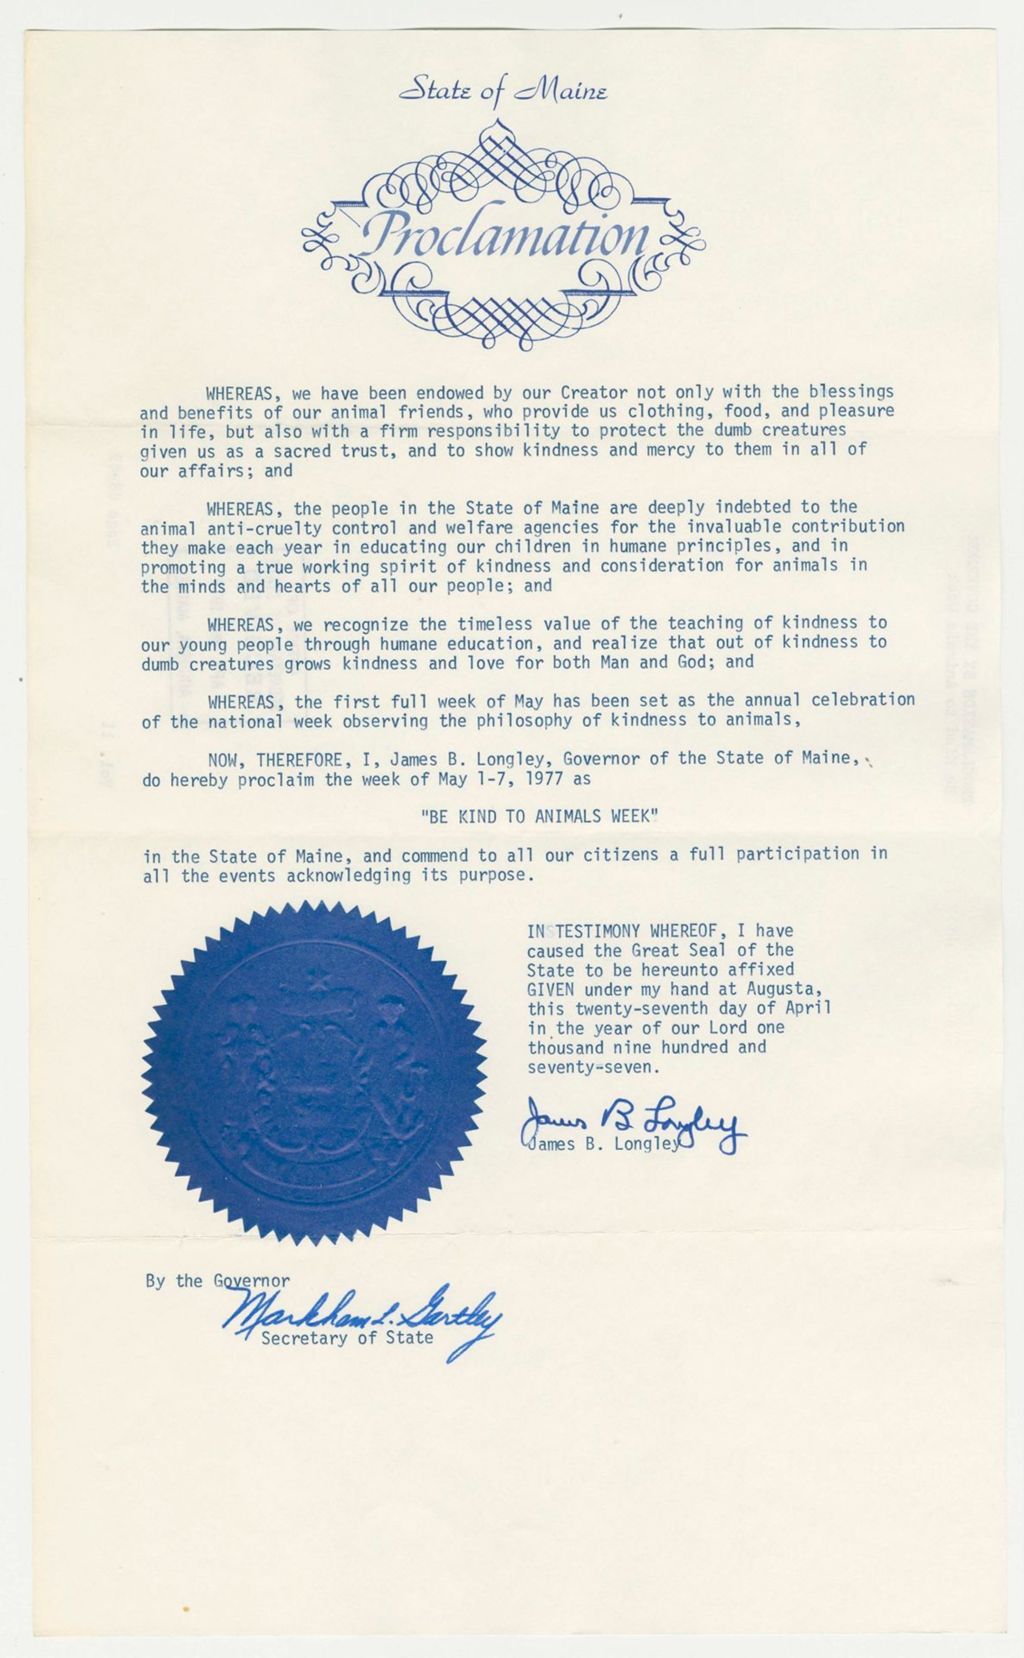 State of Maine
Proclamation
WHEREAS, we have been endowed by our Creator not only with the blessings
and benefits of our animal friends, who provide us clothing, food, and pleasure
in life, but also with a firm responsibility to protect the dumb creatures
given us as a sacred trust, and to show kindness and mercy to them in all of
our affairs; and
WHEREAS, the people in the State of Maine are deeply indebted to the
animal anti-cruelty control and welfare agencies for the invaluable contribution
they make each year in educating our children in humane principles, and in
promoting a true working spirit of kindness and consideration for animals in
the minds and hearts of all our people; and
WHEREAS, we recognize the timeless value of the teaching of kindness to
our young people through humane education, and realize that out of kindness to
dumb creatures grows kindness and love for both Man and God; and
WHEREAS, the first full week of May has been set as the annual celebration
of the national week observing the philosophy of kindness to animals,
NOW, THEREFORE, I, James B. Longley, Governor of the State of Maine,
do hereby proclaim the week of May 1-7, 1977 as
"BE KIND TO ANIMALS WEEK"
in the State of Maine, and commend to all our citizens a full participation in
all the events acknowledging its purpose.
IN TESTIMONY WHEREOF, I have
caused the Great Seal of the
State to be hereunto affixed
GIVEN under my hand at Augusta,
this twenty-seventh day of April
in the year of our Lord one
thousand nine hundred and
seventy-seven.
James B Longley
James B. Longley
By the Governor
Markham L. Gartley
Secretary of State